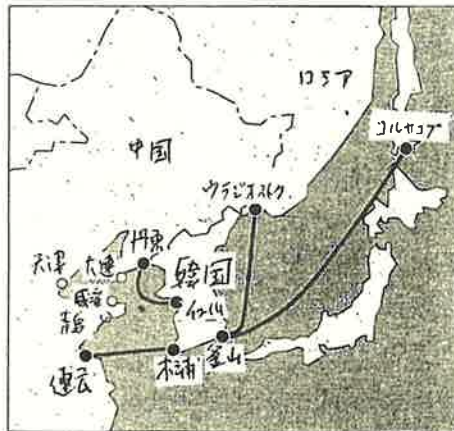 ロシア
コルサコフ
中国
ウラジオストク
丹東
天津
大連
韓国
威海
仁川
青島
釜山
木浦
連雲